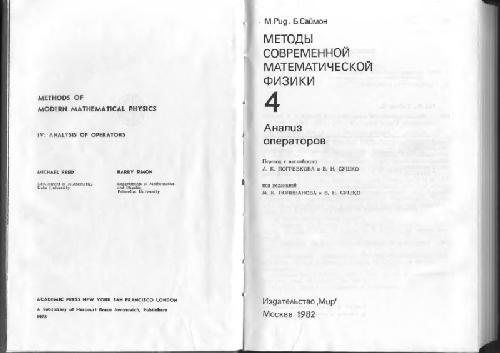 METHODS OF
MODERN MATHEMATICAL PHYSICS
IV: ANALYSIS OF OPERATORS
MICHAEL REED
BARRY SIMON
Department of Mathematics
Duke University
Departments of Mathematics
and Physics
Princeton University
ACADEMIC PRESS NEW YORK SAN FRANCISCO LONDON
A Subsidiary of Harcourt Brace Jovanovich, Publishers
1978
М. Рид, Б. Саймон
МЕТОДЫ
СОВРЕМЕННОЙ
МАТЕМАТИЧЕСКОЙ
ФИЗИКИ
4
Анализ
операторов
Перевод с английского
А. К. ПОГРЕБКОВА и В. Н. СУШКО
под редакцией
М. К. ПОЛИВАНОВА и В. Н. СУШКО
Издательство „Мир“
Москва 1982